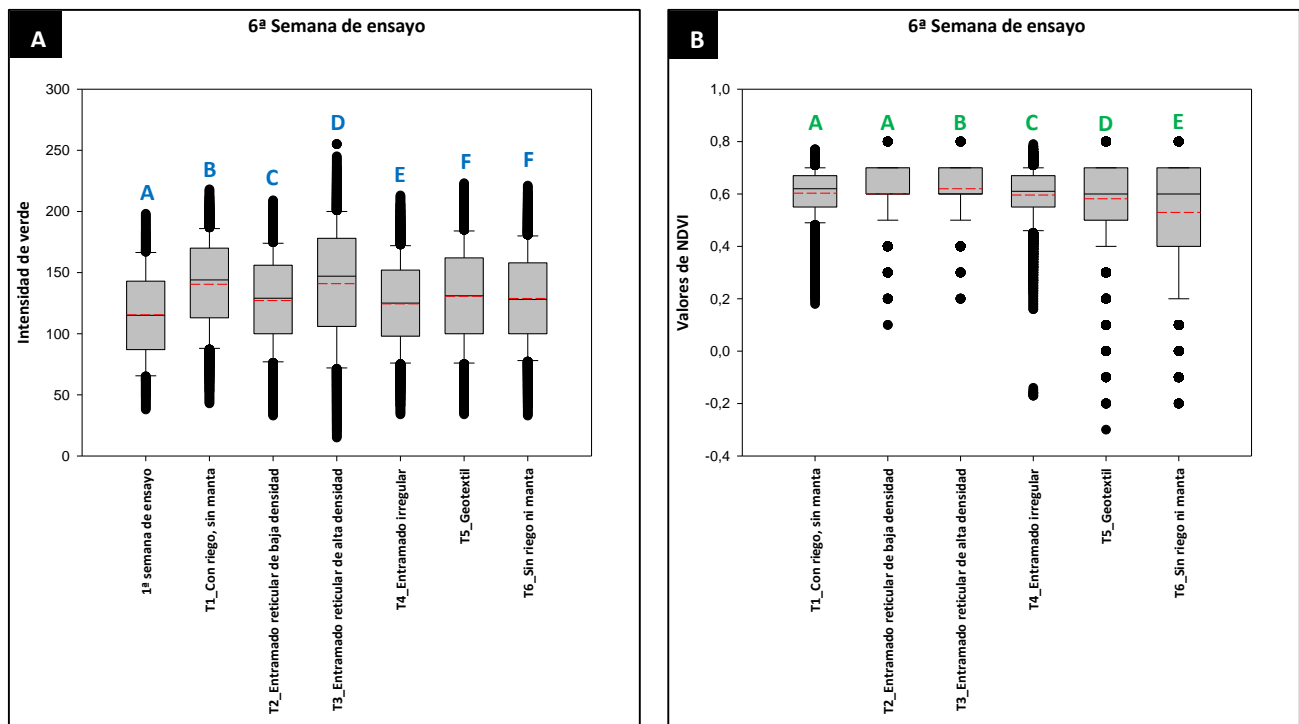 A
6ª Semana de ensayo
Intensidad de verde
300
250
200
150
100
50
0
A
B
C
D
E
F
F
1ª semana de ensayo
T1_Con riego, sin manta
T2_Entramado reticular de baja densidad
T3_Entramado reticular de alta densidad
T4_Entramado irregular
T5_Geotextil
T6_Sin riego ni manta
B
6ª Semana de ensayo
Valores de NDVI
1,0
0,8
0,6
0,4
0,2
0,0
-0,2
-0,4
A
A
B
C
D
E
T1_Con riego, sin manta
T2_Entramado reticular de baja densidad
T3_Entramado reticular de alta densidad
T4_Entramado irregular
T5_Geotextil
T6_Sin riego ni manta